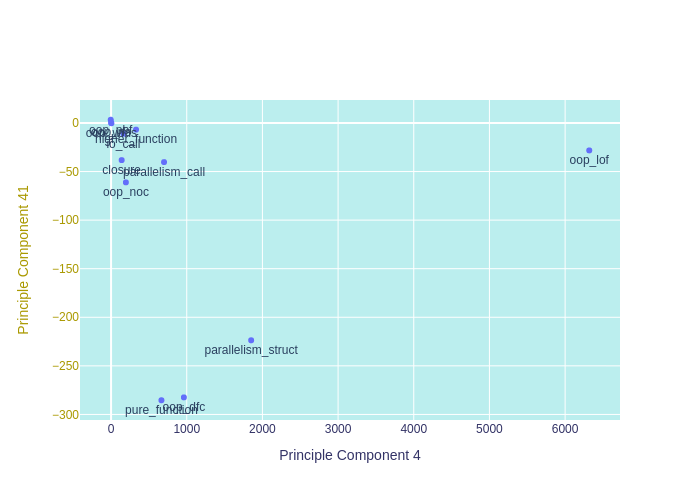 0
−50
−100
−150
−200
−250
−300
higher_function
io_call
closure
parallelism_call
oop_noc
oop_lof
parallelism_struct
pure_function
oop_dfc
0
1000
2000
3000
4000
5000
6000
Principle Component 4
Principle Component 41